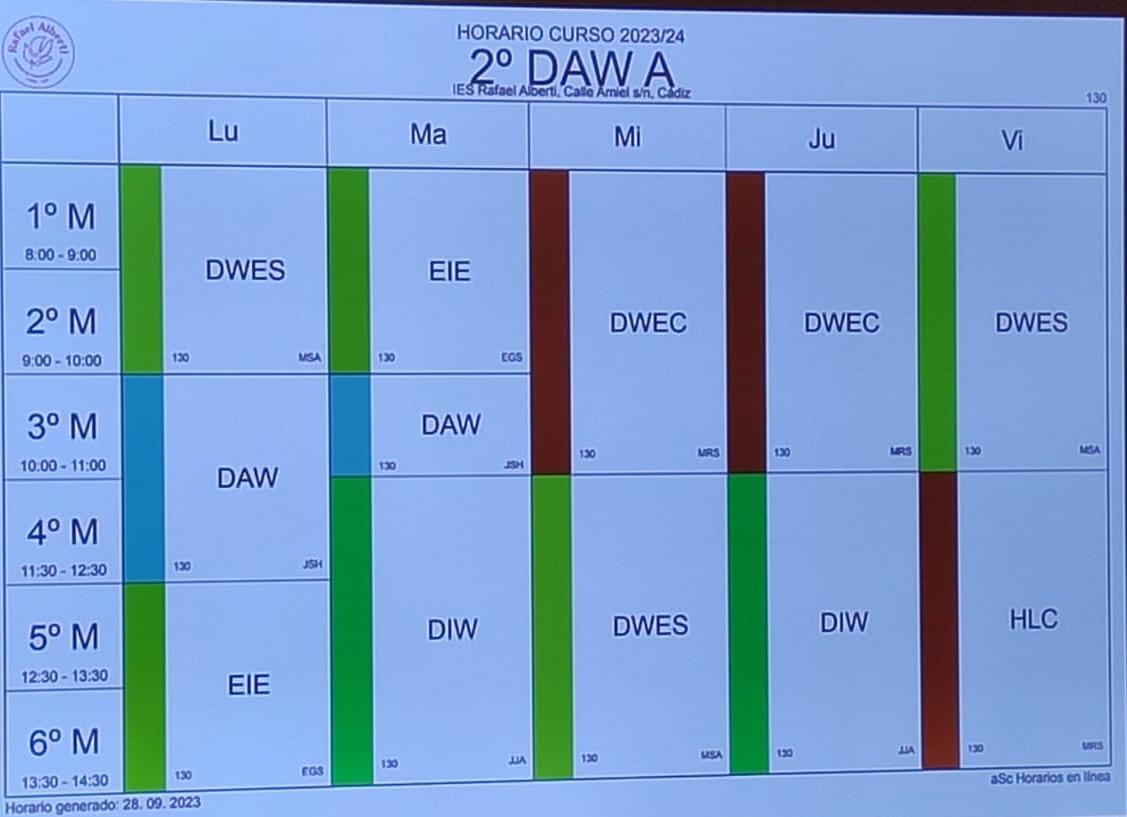 Rafael Alberti
HORARIO CURSO 2023/24
2º DAW A
IES Rafael Alberti, Calle Amiel s/n, Cádiz
130
Lu Ma Mi Ju Vi
1º M
8:00 - 9:00
DWES EIE
2º M
9:00 - 10:00
DWEC DWEC DWES
130 MSA 130 EGS
3º M
10:00 - 11:00
DAW
130 JSH 130 MRS 130 MRS 130 MSA
DAW
4º M
11:30 - 12:30
130 JSH
5º M
12:30 - 13:30
DIW DWES DIW HLC
EIE
6º M
13:30 - 14:30
130 EGS 130 JJA 130 MSA 130 JJA 130 MRS
Horario generado: 28. 09. 2023
aSc Horarios en línea